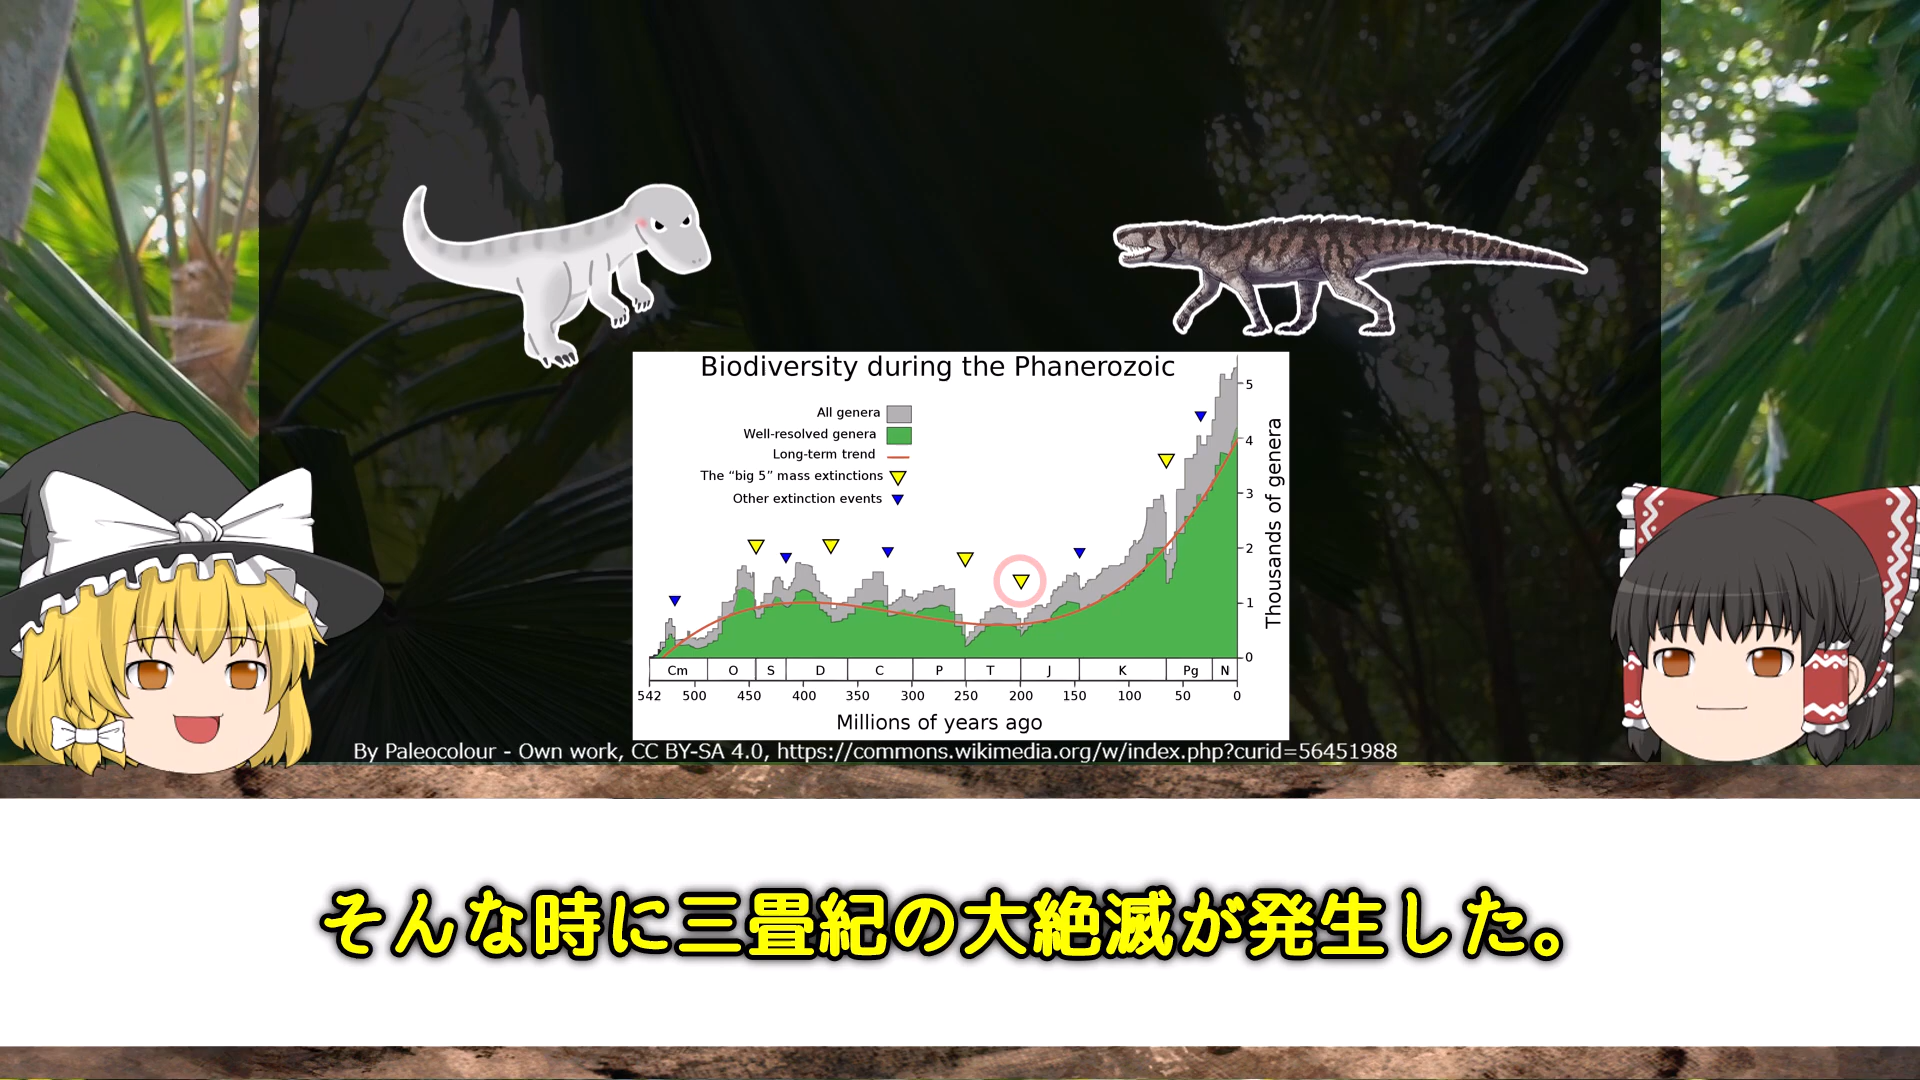 Biodiversity during the Phanerozoic
All genera
Well-resolved genera
Long-term trend
The “big 5” mass extinctions
Other extinction events
5
4
3
2
1
0
Thousands of genera
Cm O S D C P T J K Pg N
542 500 450 400 350 300 250 200 150 100 50 0
Millions of years ago
By Paleocolour - Own work, CC BY-SA 4.0, https://commons.wikimedia.org/w/index.php?curid=56451988
そんな時に三畳紀の大絶滅が発生した。